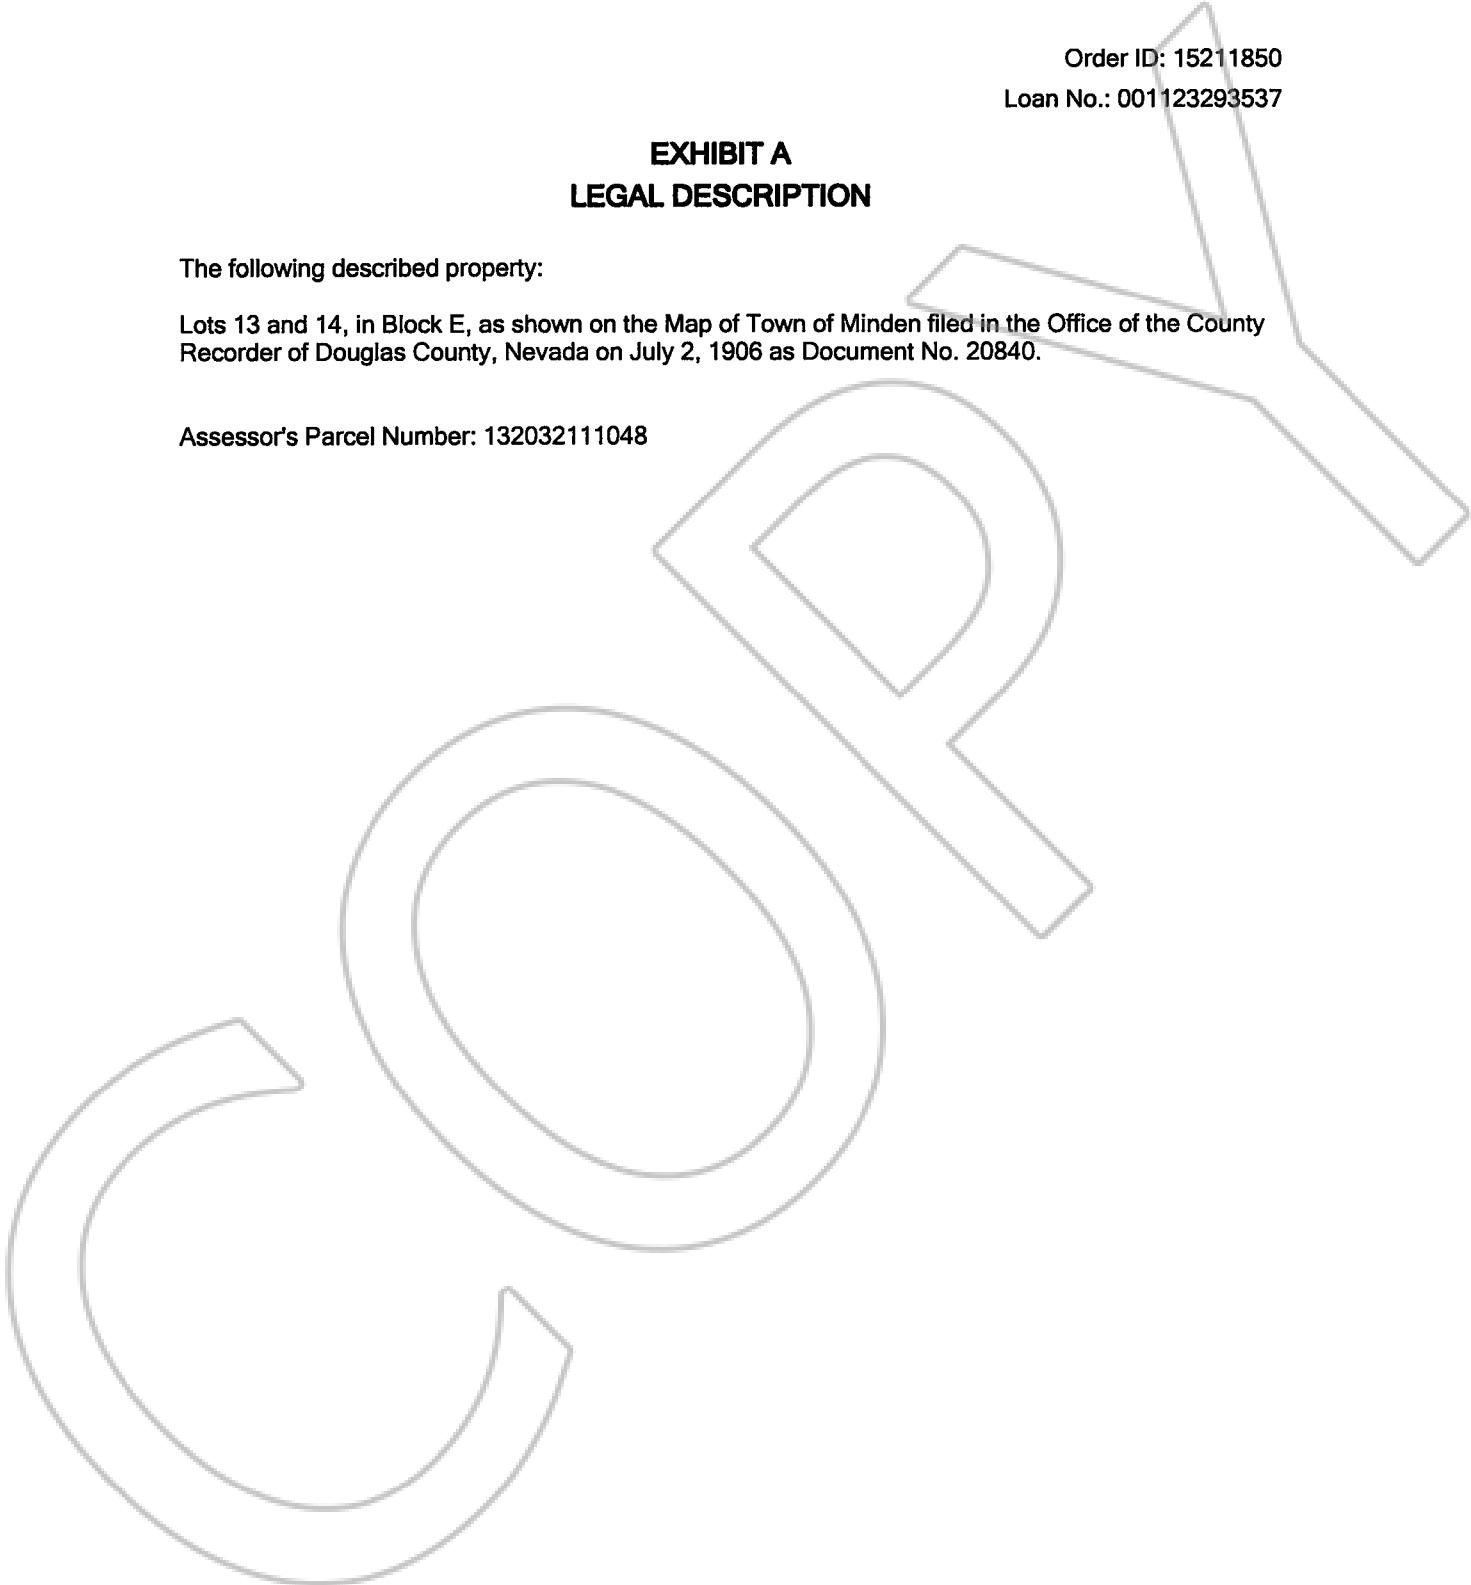 Order ID: 15211850
Loan No.: 001123293537
EXHIBIT A
LEGAL DESCRIPTION
The following described property:
Lots 13 and 14, in Block E, as shown on the Map of Town of Minden filed in the Office of the County
Recorder of Douglas County, Nevada on July 2, 1906 as Document No. 20840.
Assessor's Parcel Number: 132032111048
COPY